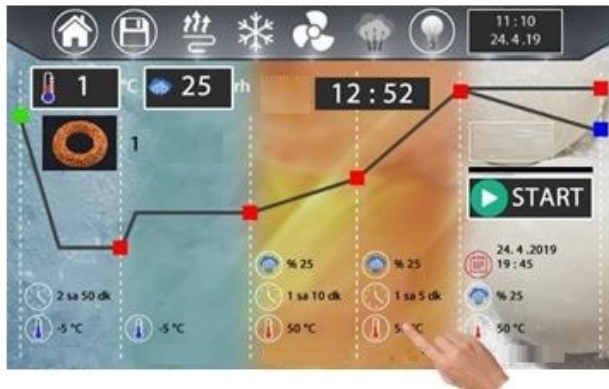 11 : 10
24. 4 .19
1 °C
25 rh
12 : 52
1
START
24. 4 .2019
19 : 45
% 25
% 25
% 25
2 sa 50 dk
1 sa 10 dk
1 sa 5 dk
-5 °C
-5 °C
50 °C
°C
50 °C